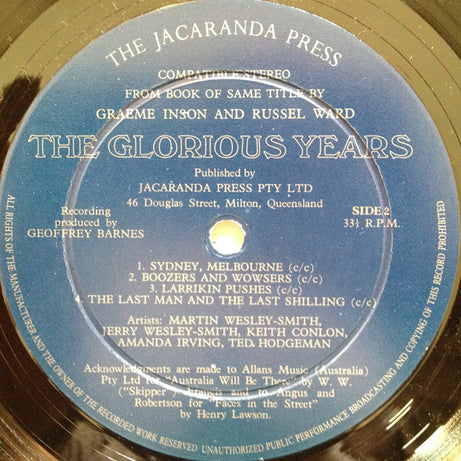 THE JACARANDA PRESS
COMPATIBLE STEREO
FROM BOOK OF SAME TITLE BY
GRAEME INSON AND RUSSEL WARD
THE GLORIOUS YEARS
Published by
JACARANDA PRESS PTY LTD
46 Douglas Street, Milton, Queensland
Recording
produced by
GEOFFREY BARNES
SIDE 2
33⅓ R.P.M.
1. SYDNEY, MELBOURNE (c/c)
2. BOOZERS AND WOWSERS (c/c)
3. LARRIKIN PUSHES (c/c)
4. THE LAST MAN AND THE LAST SHILLING (c/c)
Artists: MARTIN WESLEY-SMITH,
JERRY WESLEY-SMITH, KEITH CONLON,
AMANDA IRVING, TED HODGEMAN
Acknowledgments are made to Allans Music (Australia)
Pty Ltd for "Australia Will Be There" by W. W.
("Skipper") Francis and to Angus and
Robertson for "Faces in the Street"
by Henry Lawson.
ALL RIGHTS OF THE MANUFACTURER AND THE OWNER OF THE RECORDED WORK RESERVED UNAUTHORIZED PUBLIC PERFORMANCE BROADCASTING AND COPYING OF THIS RECORD PROHIBITED